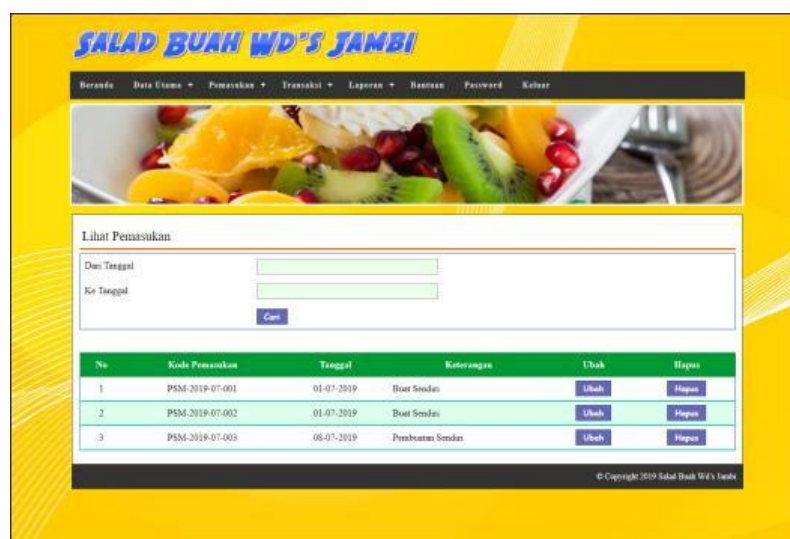 SALAD BUAH WD'S JAMBI
Beranda Data Utama + Pemasukan + Transaksi + Laporan + Bantuan Password Keluar
Lihat Pemasukan
Dari Tanggal
Ke Tanggal
Cari
No Kode Pemasukan Tanggal Keterangan Ubah Hapus
1 PSM-2019-07-001 01-07-2019 Buat Sendiri Ubah Hapus
2 PSM-2019-07-002 01-07-2019 Buat Sendiri Ubah Hapus
3 PSM-2019-07-003 08-07-2019 Pembuatan Sendiri Ubah Hapus
© Copyright 2019 Salad Buah Wd's Jambi